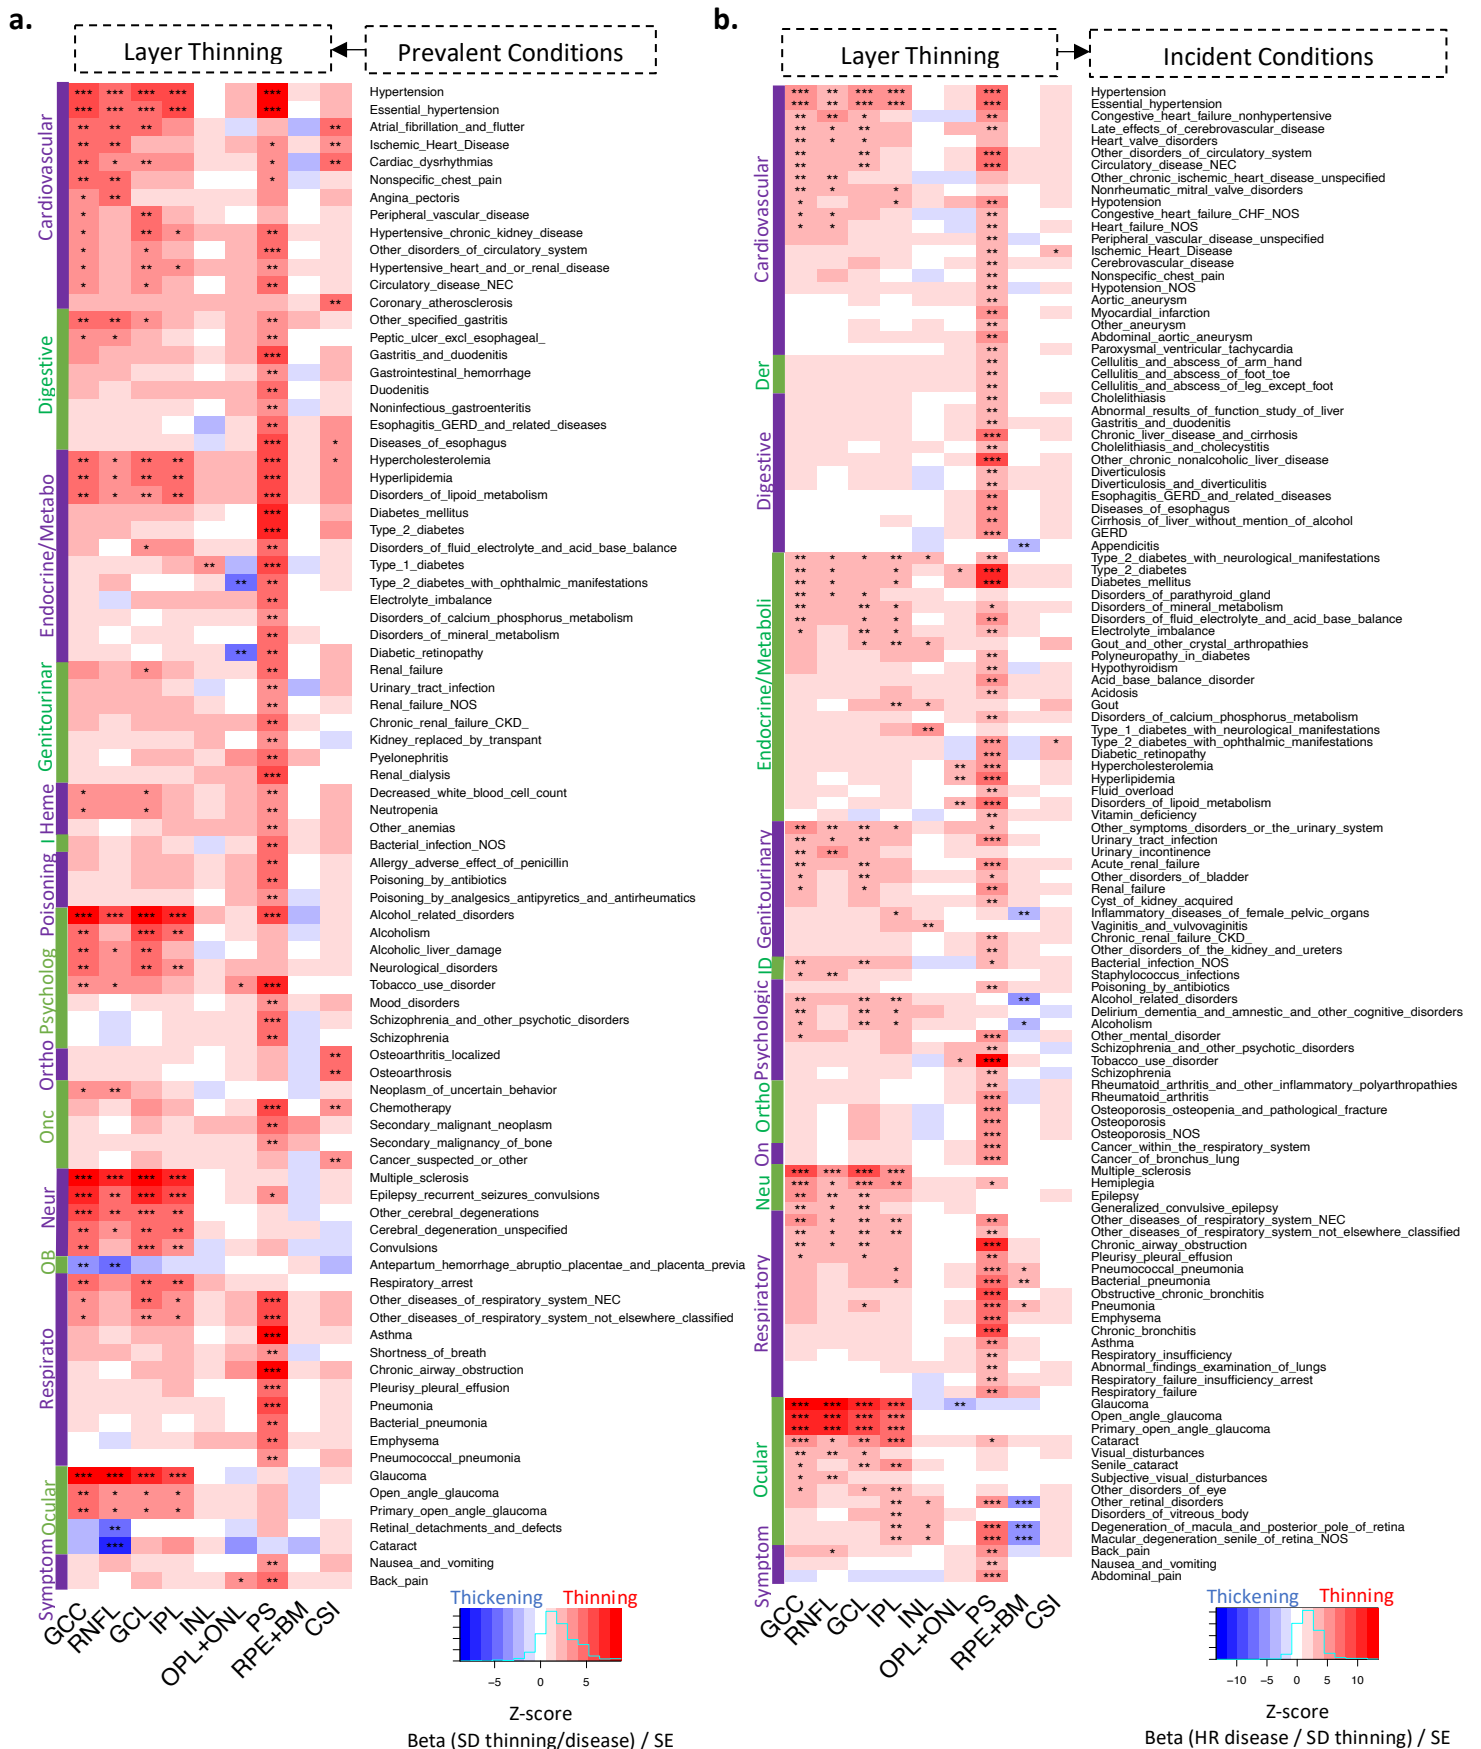 a.
Layer Thinning
Prevalent Conditions
Cardiovascular
Digestive
Endocrine/Metabo
Genitourinar
Heme
I
Poisoning
Psycholog
Ortho
Onc
Neur
OB
Respirato
Ocular
Symptom
Hypertension
Essential_hypertension
Atrial_fibrillation_and_flutter
Ischemic_Heart_Disease
Cardiac_dysrhythmias
Nonspecific_chest_pain
Angina_pectoris
Peripheral_vascular_disease
Hypertensive_chronic_kidney_disease
Other_disorders_of_circulatory_system
Hypertensive_heart_and_or_renal_disease
Circulatory_disease_NEC
Coronary_atherosclerosis
Other_specified_gastritis
Peptic_ulcer_excl_esophageal_
Gastritis_and_duodenitis
Gastrointestinal_hemorrhage
Duodenitis
Noninfectious_gastroenteritis
Esophagitis_GERD_and_related_diseases
Diseases_of_esophagus
Hypercholesterolemia
Hyperlipidemia
Disorders_of_lipoid_metabolism
Diabetes_mellitus
Type_2_diabetes
Disorders_of_fluid_electrolyte_and_acid_base_balance
Type_1_diabetes
Type_2_diabetes_with_ophthalmic_manifestations
Electrolyte_imbalance
Disorders_of_calcium_phosphorus_metabolism
Disorders_of_mineral_metabolism
Diabetic_retinopathy
Renal_failure
Urinary_tract_infection
Renal_failure_NOS
Chronic_renal_failure_CKD_
Kidney_replaced_by_transpant
Pyelonephritis
Renal_dialysis
Decreased_white_blood_cell_count
Neutropenia
Other_anemias
Bacterial_infection_NOS
Allergy_adverse_effect_of_penicillin
Poisoning_by_antibiotics
Poisoning_by_analgesics_antipyretics_and_antirheumatics
Alcohol_related_disorders
Alcoholism
Alcoholic_liver_damage
Neurological_disorders
Tobacco_use_disorder
Mood_disorders
Schizophrenia_and_other_psychotic_disorders
Schizophrenia
Osteoarthritis_localized
Osteoarthrosis
Neoplasm_of_uncertain_behavior
Chemotherapy
Secondary_malignant_neoplasm
Secondary_malignancy_of_bone
Cancer_suspected_or_other
Multiple_sclerosis
Epilepsy_recurrent_seizures_convulsions
Other_cerebral_degenerations
Cerebral_degeneration_unspecified
Convulsions
Antepartum_hemorrhage_abruptio_placentae_and_placenta_previa
Respiratory_arrest
Other_diseases_of_respiratory_system_NEC
Other_diseases_of_respiratory_system_not_elsewhere_classified
Asthma
Shortness_of_breath
Chronic_airway_obstruction
Pleurisy_pleural_effusion
Pneumonia
Bacterial_pneumonia
Emphysema
Pneumococcal_pneumonia
Glaucoma
Open_angle_glaucoma
Primary_open_angle_glaucoma
Retinal_detachments_and_defects
Cataract
Nausea_and_vomiting
Back_pain
GCC
RNFL
GCL
IPL
INL
OPL+ONL
PS
RPE+BM
CSI
Thickening Thinning
−5 0 5
Z-score
Beta (SD thinning/disease) / SE
b.
Layer Thinning
Incident Conditions
Cardiovascular
Der
Digestive
Endocrine/Metaboli
Genitourinary
ID
Psychologic
Ortho
On
Neu
Respiratory
Ocular
Symptom
Hypertension
Essential_hypertension
Congestive_heart_failure_nonhypertensive
Late_effects_of_cerebrovascular_disease
Heart_valve_disorders
Other_disorders_of_circulatory_system
Circulatory_disease_NEC
Other_chronic_ischemic_heart_disease_unspecified
Nonrheumatic_mitral_valve_disorders
Hypotension
Congestive_heart_failure_CHF_NOS
Heart_failure_NOS
Peripheral_vascular_disease_unspecified
Ischemic_Heart_Disease
Cerebrovascular_disease
Nonspecific_chest_pain
Hypotension_NOS
Aortic_aneurysm
Myocardial_infarction
Other_aneurysm
Abdominal_aortic_aneurysm
Paroxysmal_ventricular_tachycardia
Cellulitis_and_abscess_of_arm_hand
Cellulitis_and_abscess_of_foot_toe
Cellulitis_and_abscess_of_leg_except_foot
Cholelithiasis
Abnormal_results_of_function_study_of_liver
Gastritis_and_duodenitis
Chronic_liver_disease_and_cirrhosis
Cholelithiasis_and_cholecystitis
Other_chronic_nonalcoholic_liver_disease
Diverticulosis
Diverticulosis_and_diverticulitis
Esophagitis_GERD_and_related_diseases
Diseases_of_esophagus
Cirrhosis_of_liver_without_mention_of_alcohol
GERD
Appendicitis
Type_2_diabetes_with_neurological_manifestations
Type_2_diabetes
Diabetes_mellitus
Disorders_of_parathyroid_gland
Disorders_of_mineral_metabolism
Disorders_of_fluid_electrolyte_and_acid_base_balance
Electrolyte_imbalance
Gout_and_other_crystal_arthropathies
Polyneuropathy_in_diabetes
Hypothyroidism
Acid_base_balance_disorder
Acidosis
Gout
Disorders_of_calcium_phosphorus_metabolism
Type_1_diabetes_with_neurological_manifestations
Type_2_diabetes_with_ophthalmic_manifestations
Diabetic_retinopathy
Hypercholesterolemia
Hyperlipidemia
Fluid_overload
Disorders_of_lipoid_metabolism
Vitamin_deficiency
Other_symptoms_disorders_or_the_urinary_system
Urinary_tract_infection
Urinary_incontinence
Acute_renal_failure
Other_disorders_of_bladder
Renal_failure
Cyst_of_kidney_acquired
Inflammatory_diseases_of_female_pelvic_organs
Vaginitis_and_vulvovaginitis
Chronic_renal_failure_CKD_
Other_disorders_of_the_kidney_and_ureters
Bacterial_infection_NOS
Staphylococcus_infections
Poisoning_by_antibiotics
Alcohol_related_disorders
Delirium_dementia_and_amnestic_and_other_cognitive_disorders
Alcoholism
Other_mental_disorder
Schizophrenia_and_other_psychotic_disorders
Tobacco_use_disorder
Schizophrenia
Rheumatoid_arthritis_and_other_inflammatory_polyarthropathies
Rheumatoid_arthritis
Osteoporosis_osteopenia_and_pathological_fracture
Osteoporosis
Osteoporosis_NOS
Cancer_within_the_respiratory_system
Cancer_of_bronchus_lung
Multiple_sclerosis
Hemiplegia
Epilepsy
Generalized_convulsive_epilepsy
Other_diseases_of_respiratory_system_NEC
Other_diseases_of_respiratory_system_not_elsewhere_classified
Chronic_airway_obstruction
Pleurisy_pleural_effusion
Pneumococcal_pneumonia
Bacterial_pneumonia
Obstructive_chronic_bronchitis
Pneumonia
Emphysema
Chronic_bronchitis
Asthma
Respiratory_insufficiency
Abnormal_findings_examination_of_lungs
Respiratory_failure_insufficiency_arrest
Respiratory_failure
Glaucoma
Open_angle_glaucoma
Primary_open_angle_glaucoma
Cataract
Visual_disturbances
Senile_cataract
Subjective_visual_disturbances
Other_disorders_of_eye
Other_retinal_disorders
Disorders_of_vitreous_body
Degeneration_of_macula_and_posterior_pole_of_retina
Macular_degeneration_senile_of_retina_NOS
Back_pain
Nausea_and_vomiting
Abdominal_pain
GCC
RNFL
GCL
IPL
INL
OPL+ONL
PS
RPE+BM
CSI
Thickening Thinning
−10 −5 0 5 10
Z-score
Beta (HR disease / SD thinning) / SE